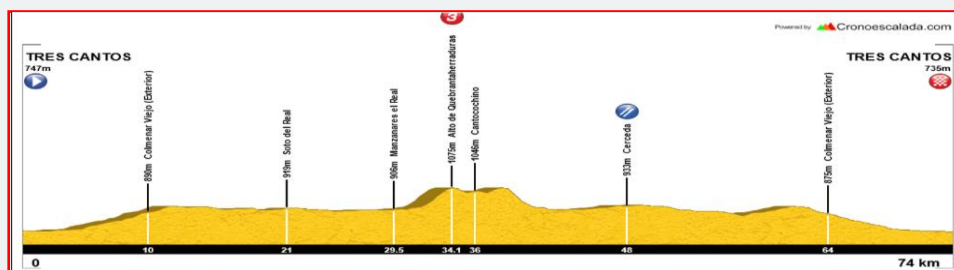 3
Powered by Cronoescalada.com
TRES CANTOS
747m
TRES CANTOS
735m
890m Colmenar Viejo (Exterior)
919m Soto del Real
906m Manzanares el Real
1075m Alto de Quebrantaherraduras
1046m Cantocochino
933m Cerceda
875m Colmenar Viejo (Exterior)
10
21
29.5
34.1
36
48
64
0
74 km